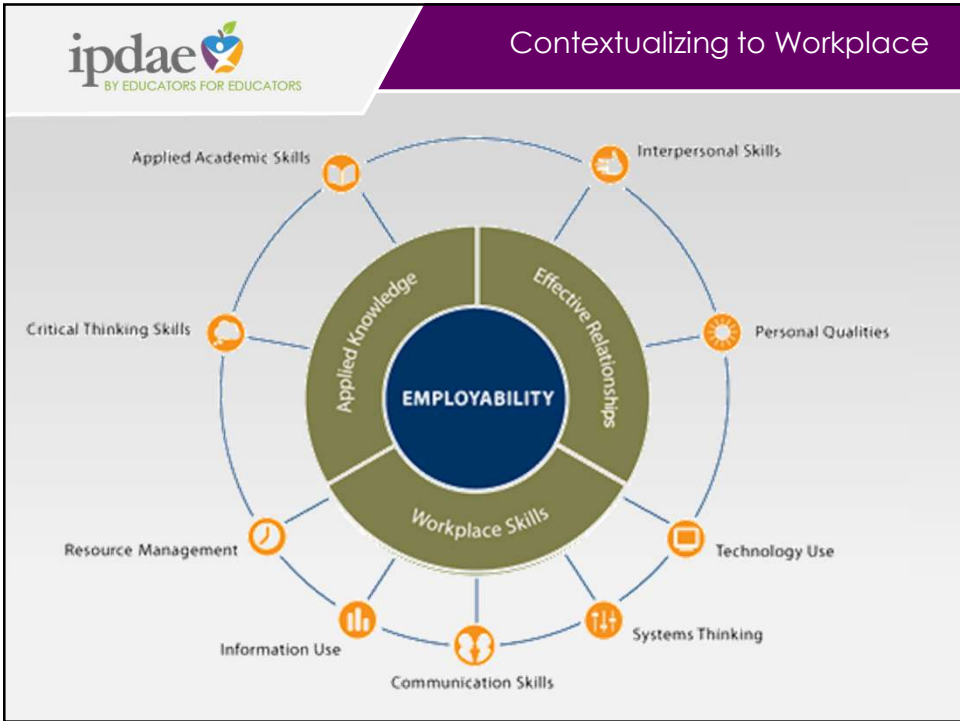 ipdae
BY EDUCATORS FOR EDUCATORS
Contextualizing to Workplace
Applied Academic Skills
Interpersonal Skills
Critical Thinking Skills
Personal Qualities
Applied Knowledge
Effective Relationships
EMPLOYABILITY
Workplace Skills
Resource Management
Technology Use
Information Use
Systems Thinking
Communication Skills